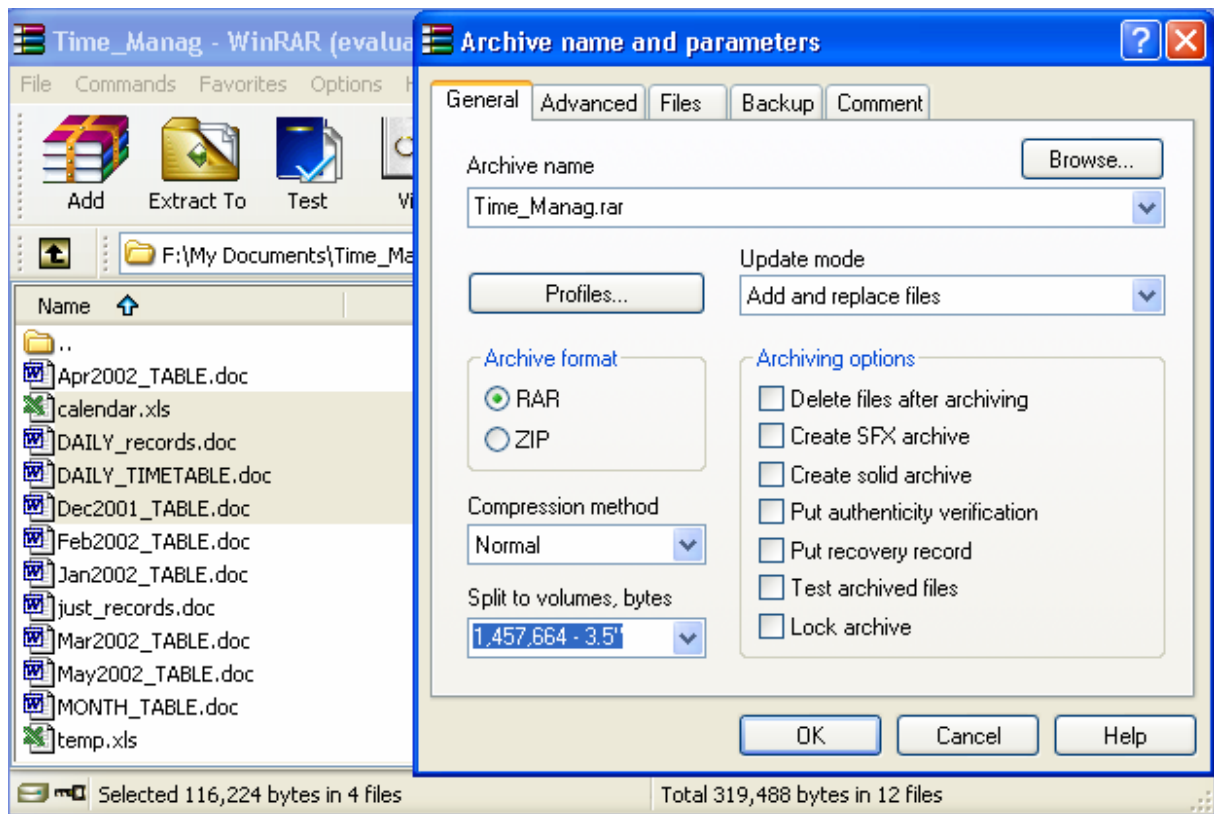 Time_Manag - WinRAR (evalua
File Commands Favorites Options
Add Extract To Test Vi
F:\My Documents\Time_Ma
Name
..
Apr2002_TABLE.doc
calendar.xls
DAILY_records.doc
DAILY_TIMETABLE.doc
Dec2001_TABLE.doc
Feb2002_TABLE.doc
Jan2002_TABLE.doc
just_records.doc
Mar2002_TABLE.doc
May2002_TABLE.doc
MONTH_TABLE.doc
temp.xls
Selected 116,224 bytes in 4 files
Total 319,488 bytes in 12 files
Archive name and parameters
General Advanced Files Backup Comment
Archive name
Browse...
Time_Manag.rar
Profiles...
Update mode
Add and replace files
Archive format
RAR
ZIP
Compression method
Normal
Split to volumes, bytes
1,457,664 - 3.5"
Archiving options
Delete files after archiving
Create SFX archive
Create solid archive
Put authenticity verification
Put recovery record
Test archived files
Lock archive
OK Cancel Help